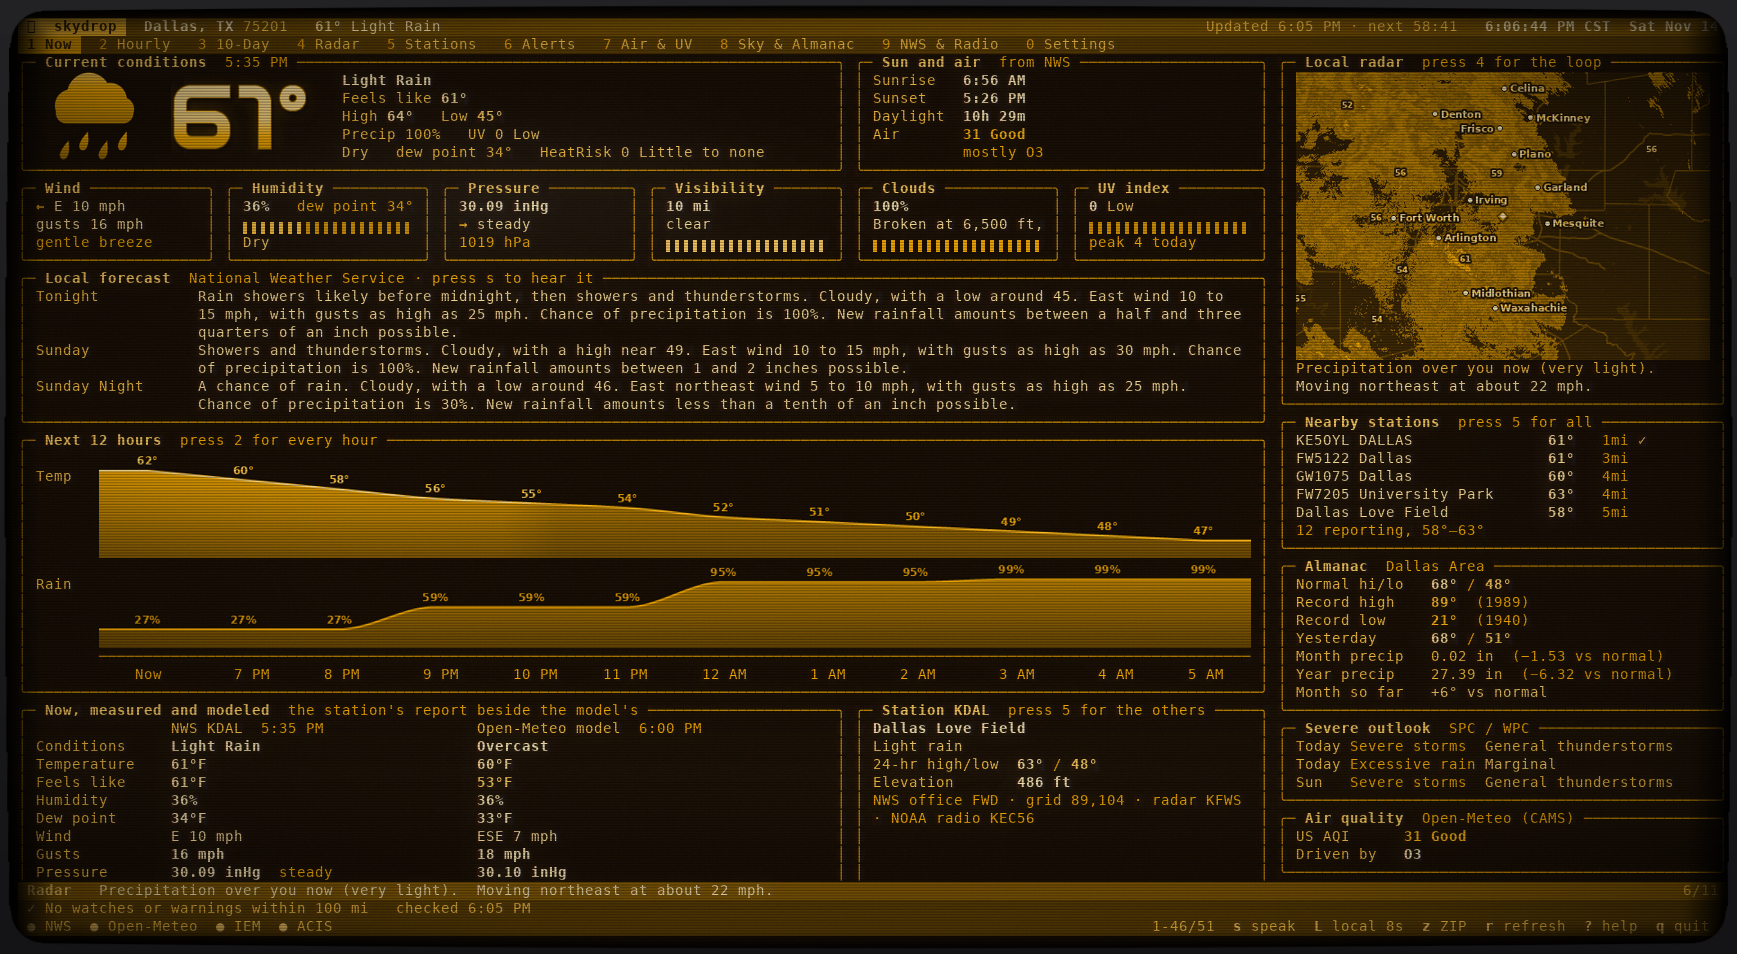 skydrop  Dallas, TX 75201  61° Light Rain  Updated 6:05 PM · next 58:41  6:06:44 PM CST  Sat Nov 14
1 Now  2 Hourly  3 10-Day  4 Radar  5 Stations  6 Alerts  7 Air & UV  8 Sky & Almanac  9 NWS & Radio  0 Settings
Current conditions  5:35 PM
67°
Light Rain
Feels like 61°
High 64°  Low 45°
Precip 100%  UV 0 Low
Dry  dew point 34°  HeatRisk 0 Little to none
Sun and air  from NWS
Sunrise  6:56 AM
Sunset  5:26 PM
Daylight  10h 29m
Air  31 Good
mostly O3
Local radar  press 4 for the loop
Celina
52
Denton
McKinney
Frisco
56
Plano
56
59
Garland
Irving
56
Fort Worth
Mesquite
Arlington
61
54
Midlothian
55
Waxahachie
54
Precipitation over you now (very light).
Moving northeast at about 22 mph.
Wind
← E 10 mph
gusts 16 mph
gentle breeze
Humidity
36%  dew point 34°
Dry
Pressure
30.09 inHg
→ steady
1019 hPa
Visibility
10 mi
clear
Clouds
100%
Broken at 6,500 ft,
UV index
0 Low
peak 4 today
Local forecast  National Weather Service · press s to hear it
Tonight  Rain showers likely before midnight, then showers and thunderstorms. Cloudy, with a low around 45. East wind 10 to
15 mph, with gusts as high as 25 mph. Chance of precipitation is 100%. New rainfall amounts between a half and three
quarters of an inch possible.
Sunday  Showers and thunderstorms. Cloudy, with a high near 49. East wind 10 to 15 mph, with gusts as high as 30 mph. Chance
of precipitation is 100%. New rainfall amounts between 1 and 2 inches possible.
Sunday Night  A chance of rain. Cloudy, with a low around 46. East northeast wind 5 to 10 mph, with gusts as high as 25 mph.
Chance of precipitation is 30%. New rainfall amounts less than a tenth of an inch possible.
Next 12 hours  press 2 for every hour
Temp  62°  60°  58°  56°  55°  54°  52°  51°  50°  49°  48°  47°
Rain  27%  27%  27%  59%  59%  59%  95%  95%  95%  99%  99%  99%
Now  7 PM  8 PM  9 PM  10 PM  11 PM  12 AM  1 AM  2 AM  3 AM  4 AM  5 AM
Nearby stations  press 5 for all
KE5OYL DALLAS  61°  1mi ✓
FW5122 Dallas  61°  3mi
GW1075 Dallas  60°  4mi
FW7205 University Park  63°  4mi
Dallas Love Field  58°  5mi
12 reporting, 58°–63°
Almanac  Dallas Area
Normal hi/lo  68° / 48°
Record high  89°  (1989)
Record low  21°  (1940)
Yesterday  68° / 51°
Month precip  0.02 in  (−1.53 vs normal)
Year precip  27.39 in  (−6.32 vs normal)
Month so far  +6° vs normal
Now, measured and modeled  the station's report beside the model's
NWS KDAL  5:35 PM  Open-Meteo model  6:00 PM
Conditions  Light Rain  Overcast
Temperature  61°F  60°F
Feels like  61°F  53°F
Humidity  36%  36%
Dew point  34°F  33°F
Wind  E 10 mph  ESE 7 mph
Gusts  16 mph  18 mph
Pressure  30.09 inHg  steady  30.10 inHg
Station KDAL  press 5 for the others
Dallas Love Field
Light rain
24-hr high/low  63° / 48°
Elevation  486 ft
NWS office FWD · grid 89,104 · radar KFWS
· NOAA radio KEC56
Severe outlook  SPC / WPC
Today  Severe storms  General thunderstorms
Today  Excessive rain  Marginal
Sun  Severe storms  General thunderstorms
Air quality  Open-Meteo (CAMS)
US AQI  31 Good
Driven by  O3
Radar  Precipitation over you now (very light).  Moving northeast at about 22 mph.  6/11
✓ No watches or warnings within 100 mi  checked 6:05 PM
● NWS  ● Open-Meteo  ● IEM  ● ACIS  1-46/51  s speak  L local 8s  z ZIP  r refresh  ? help  q quit